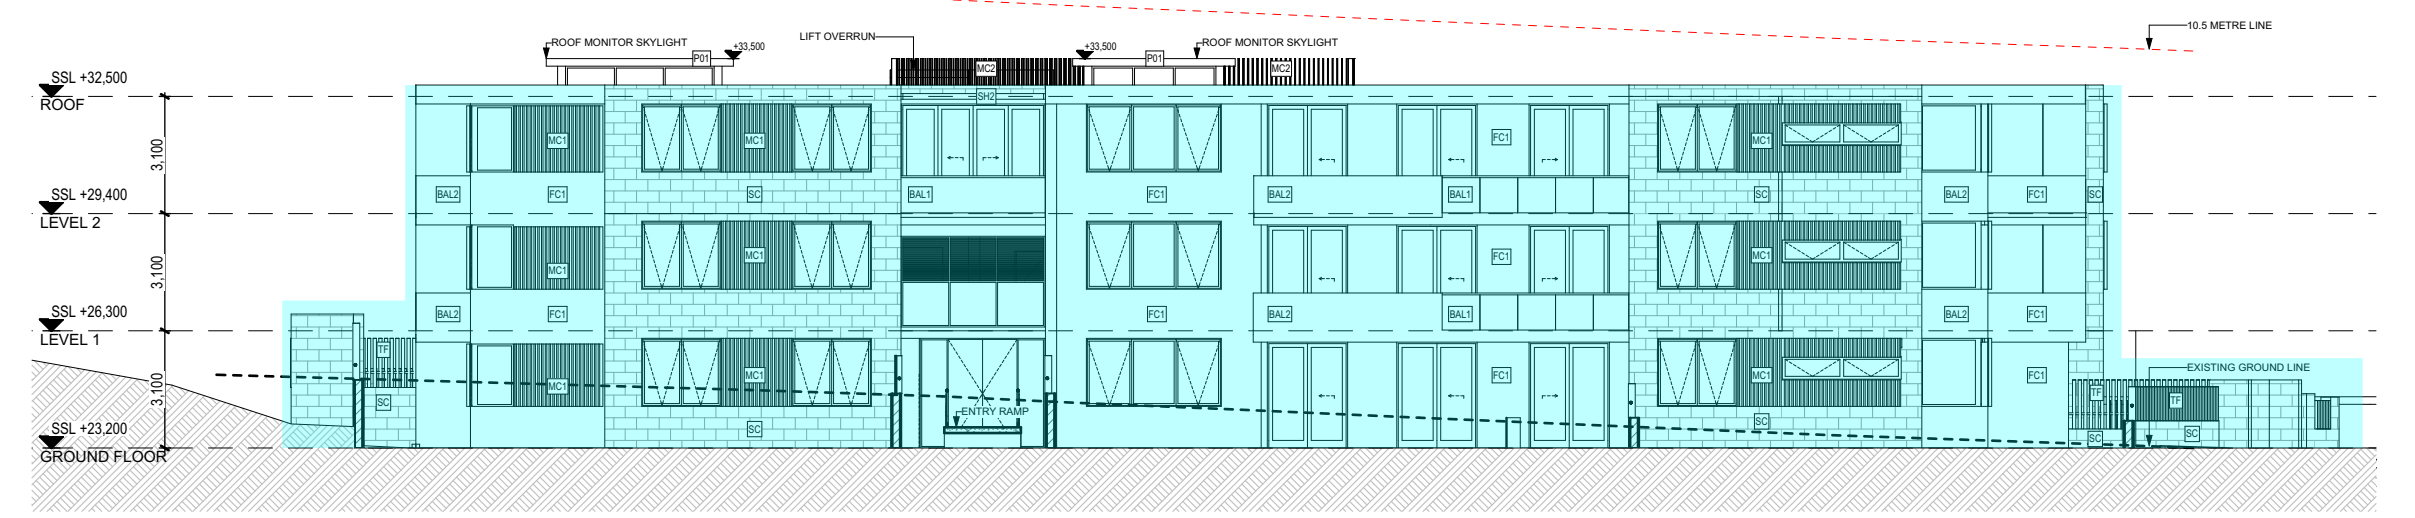 10.5 METRE LINE
ROOF MONITOR SKYLIGHT
P01
+33,500
LIFT OVERRUN
MC2
+33,500
P01
ROOF MONITOR SKYLIGHT
MC2
SSL +32,500
ROOF
SH2
3,100
MC1
MC1
FC1
MC1
SSL +29,400
LEVEL 2
BAL2
FC1
SC
BAL1
FC1
BAL2
BAL1
SC
BAL2
FC1
SC
3,100
MC1
MC1
FC1
MC1
SSL +26,300
LEVEL 1
BAL2
FC1
FC1
BAL2
BAL1
BAL2
FC1
TF
EXISTING GROUND LINE
3,100
MC1
MC1
FC1
MC1
FC1
TF
TF
SC
ENTRY RAMP
SSL +23,200
GROUND FLOOR
SC
SC
SC
SC